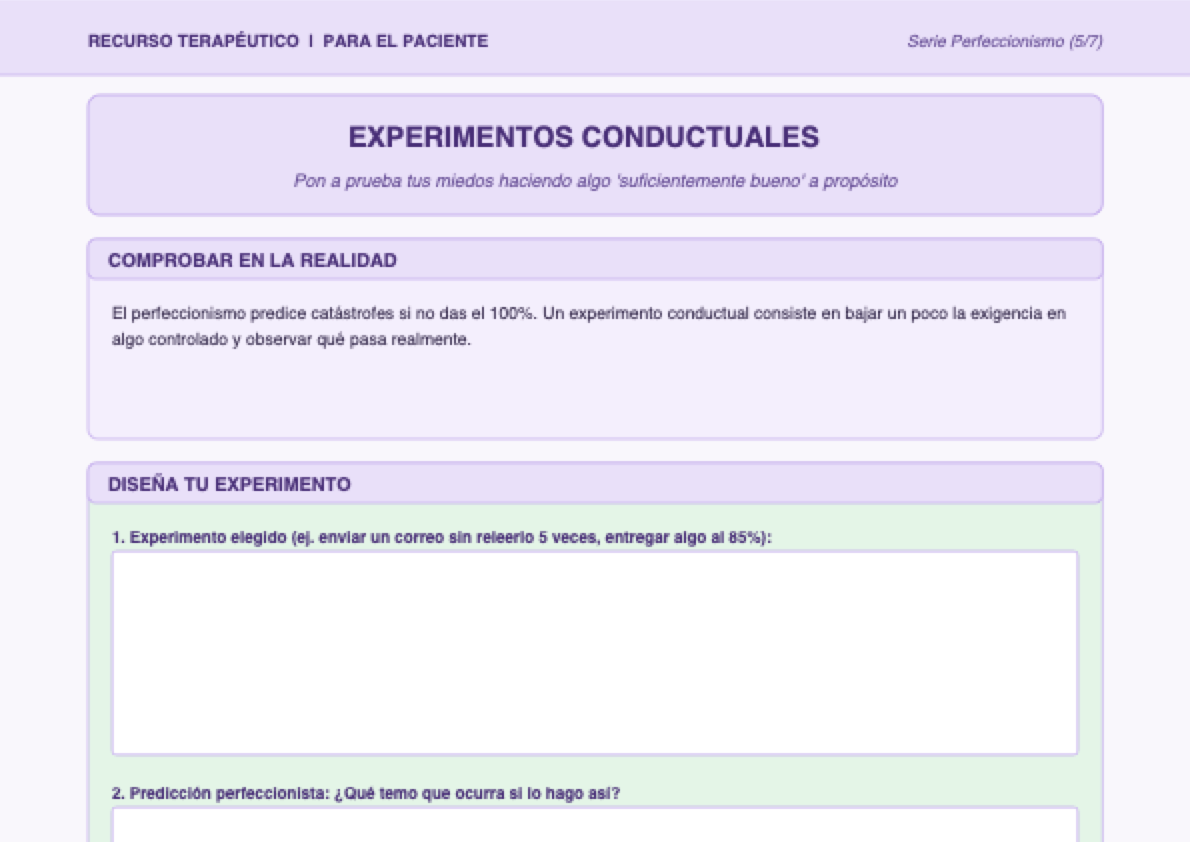 RECURSO TERAPÉUTICO | PARA EL PACIENTE
Serie Perfeccionismo (5/7)
EXPERIMENTOS CONDUCTUALES
Pon a prueba tus miedos haciendo algo 'suficientemente bueno' a propósito
COMPROBAR EN LA REALIDAD
El perfeccionismo predice catástrofes si no das el 100%. Un experimento conductual consiste en bajar un poco la exigencia en
algo controlado y observar qué pasa realmente.
DISEÑA TU EXPERIMENTO
1. Experimento elegido (ej. enviar un correo sin releerlo 5 veces, entregar algo al 85%):
2. Predicción perfeccionista: ¿Qué temo que ocurra si lo hago así?